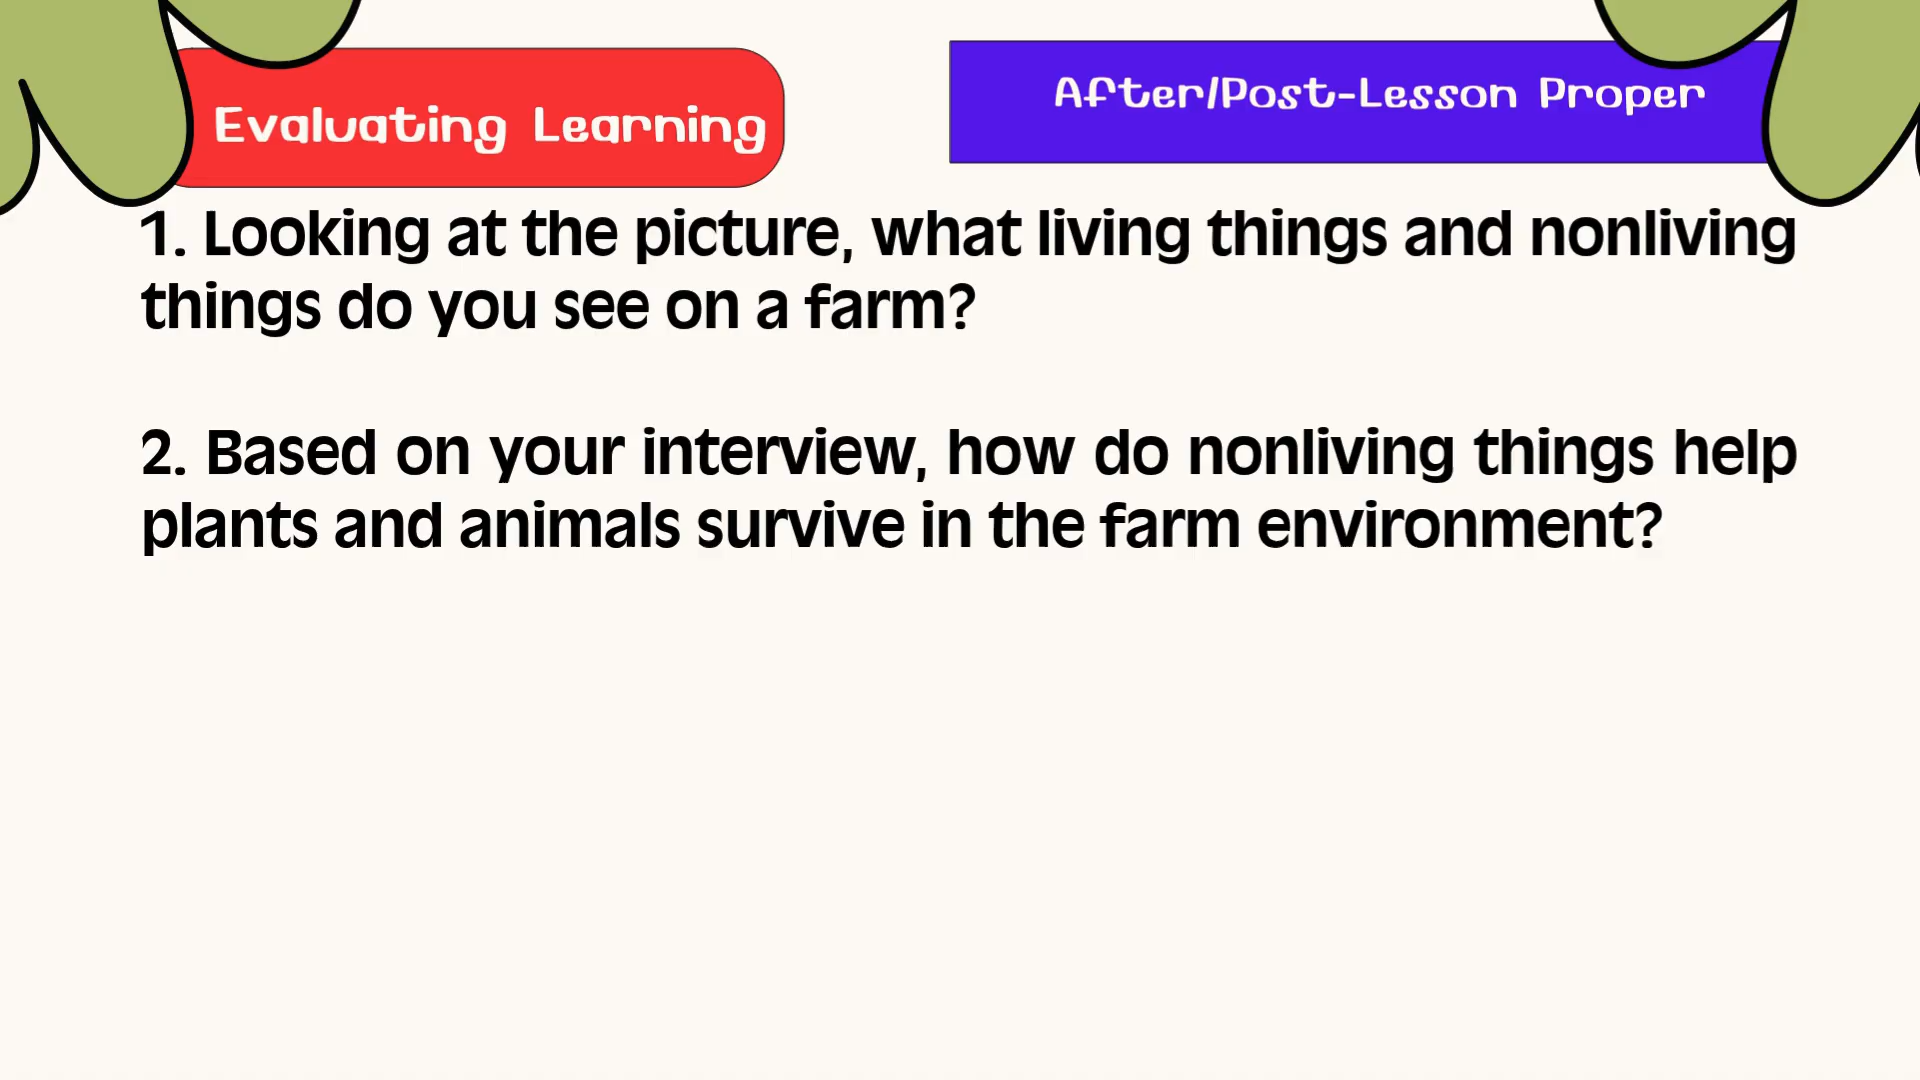 Evaluating Learning
After/Post-Lesson Proper
1. Looking at the picture, what living things and nonliving
things do you see on a farm?
2. Based on your interview, how do nonliving things help
plants and animals survive in the farm environment?